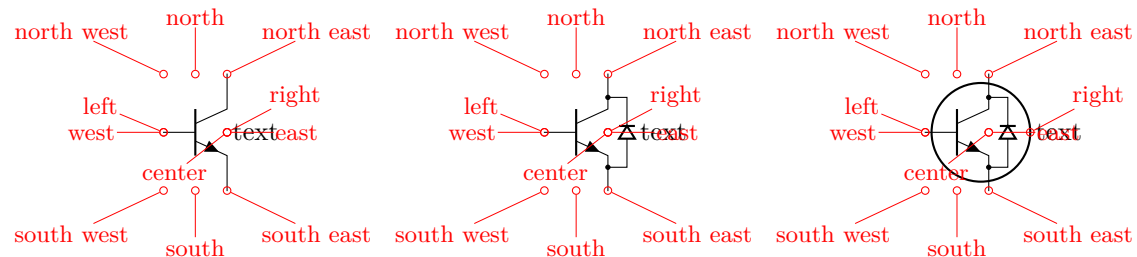 north north north
north west north east north west north east north west north east
left right left right left right
west text east west text east west text east
center center center
south west south east south west south east south west south east
south south south